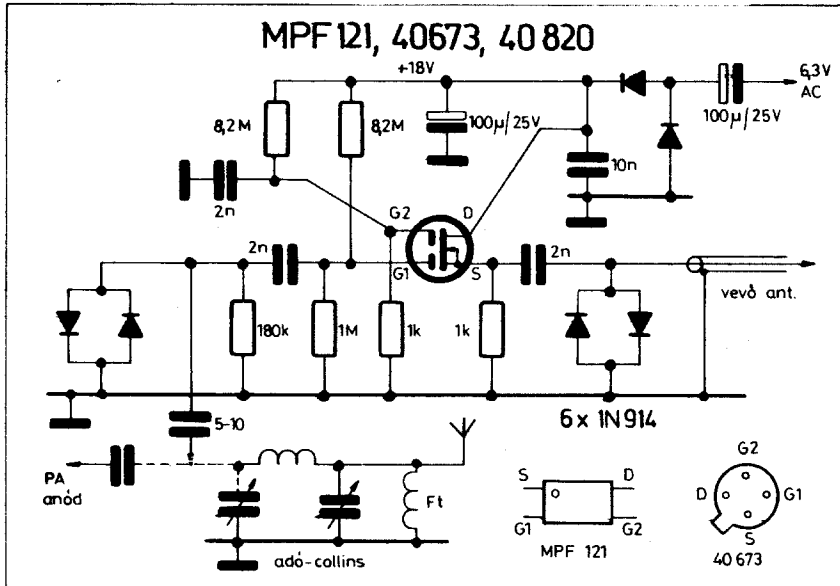 MPF 121, 40673, 40 820
+18V
6,3V
AC
8,2M
8,2M
100µ/25V
100µ/25V
10n
2n
G2
D
2n
G1
S
2n
vevő ant.
180k
1M
1k
1k
5-10
6 x 1N 914
PA
anód
Ft
adó-collins
S
D
G1
G2
MPF 121
G2
D
G1
S
40 673